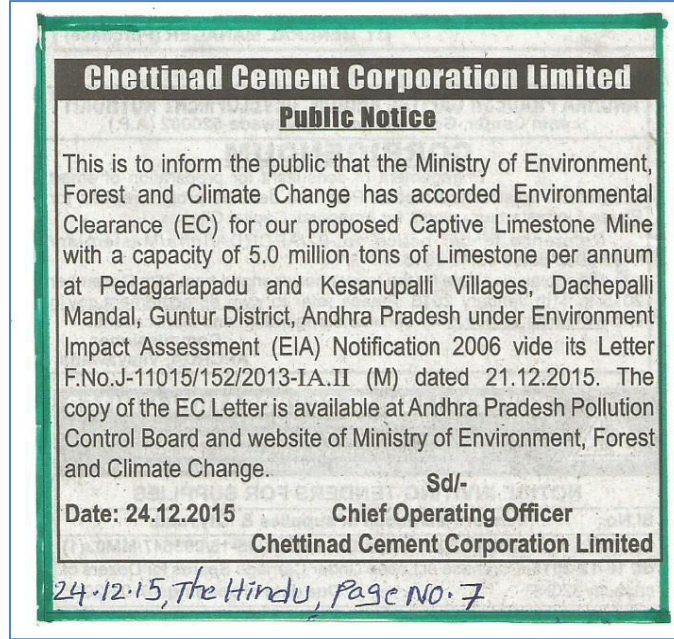 Chettinad Cement Corporation Limited
Public Notice
This is to inform the public that the Ministry of Environment,
Forest and Climate Change has accorded Environmental
Clearance (EC) for our proposed Captive Limestone Mine
with a capacity of 5.0 million tons of Limestone per annum
at Pedagarlapadu and Kesanupalli Villages, Dachepalli
Mandal, Guntur District, Andhra Pradesh under Environment
Impact Assessment (EIA) Notification 2006 vide its Letter
F.No.J-11015/152/2013-IA.II (M) dated 21.12.2015. The
copy of the EC Letter is available at Andhra Pradesh Pollution
Control Board and website of Ministry of Environment, Forest
and Climate Change.
Sd/-
Date: 24.12.2015 Chief Operating Officer
Chettinad Cement Corporation Limited
24.12.15, The Hindu, Page No. 7